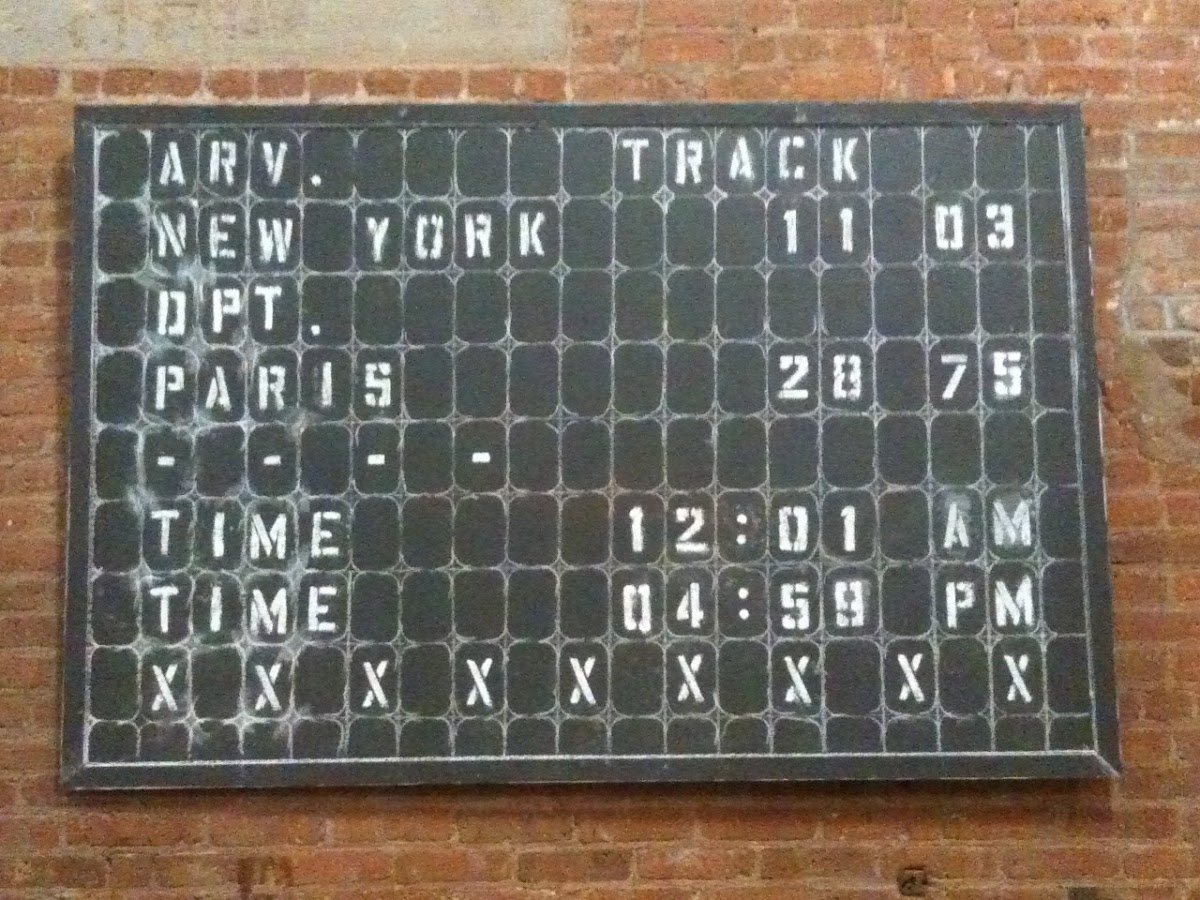 ARV. TRACK
NEW YORK 11 03
DPT.
PARIS 28 75
- - - -
TIME 12:01 AM
TIME 04:59 PM
X X X X X X X X X